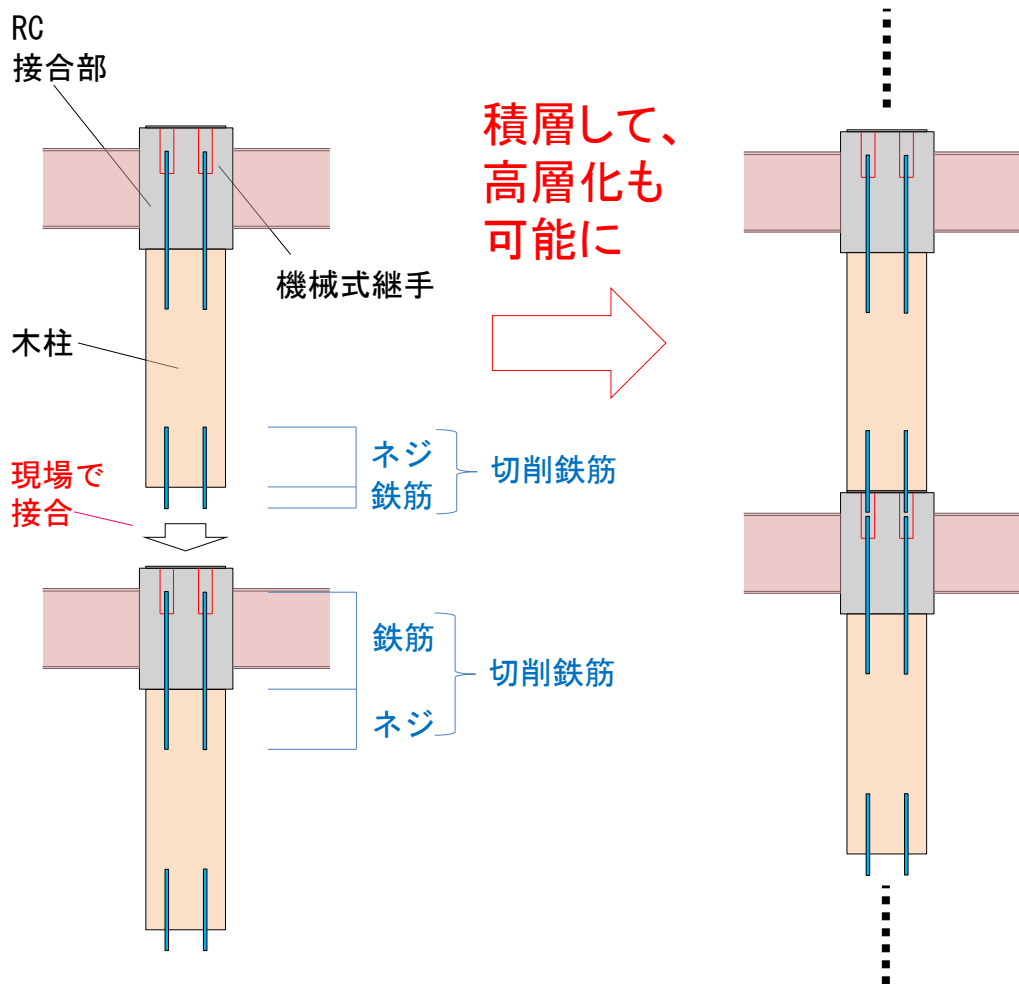 RC
接合部
積層して、
高層化も
可能に
機械式継手
木柱
ネジ
鉄筋
切削鉄筋
現場で
接合
鉄筋
切削鉄筋
ネジ